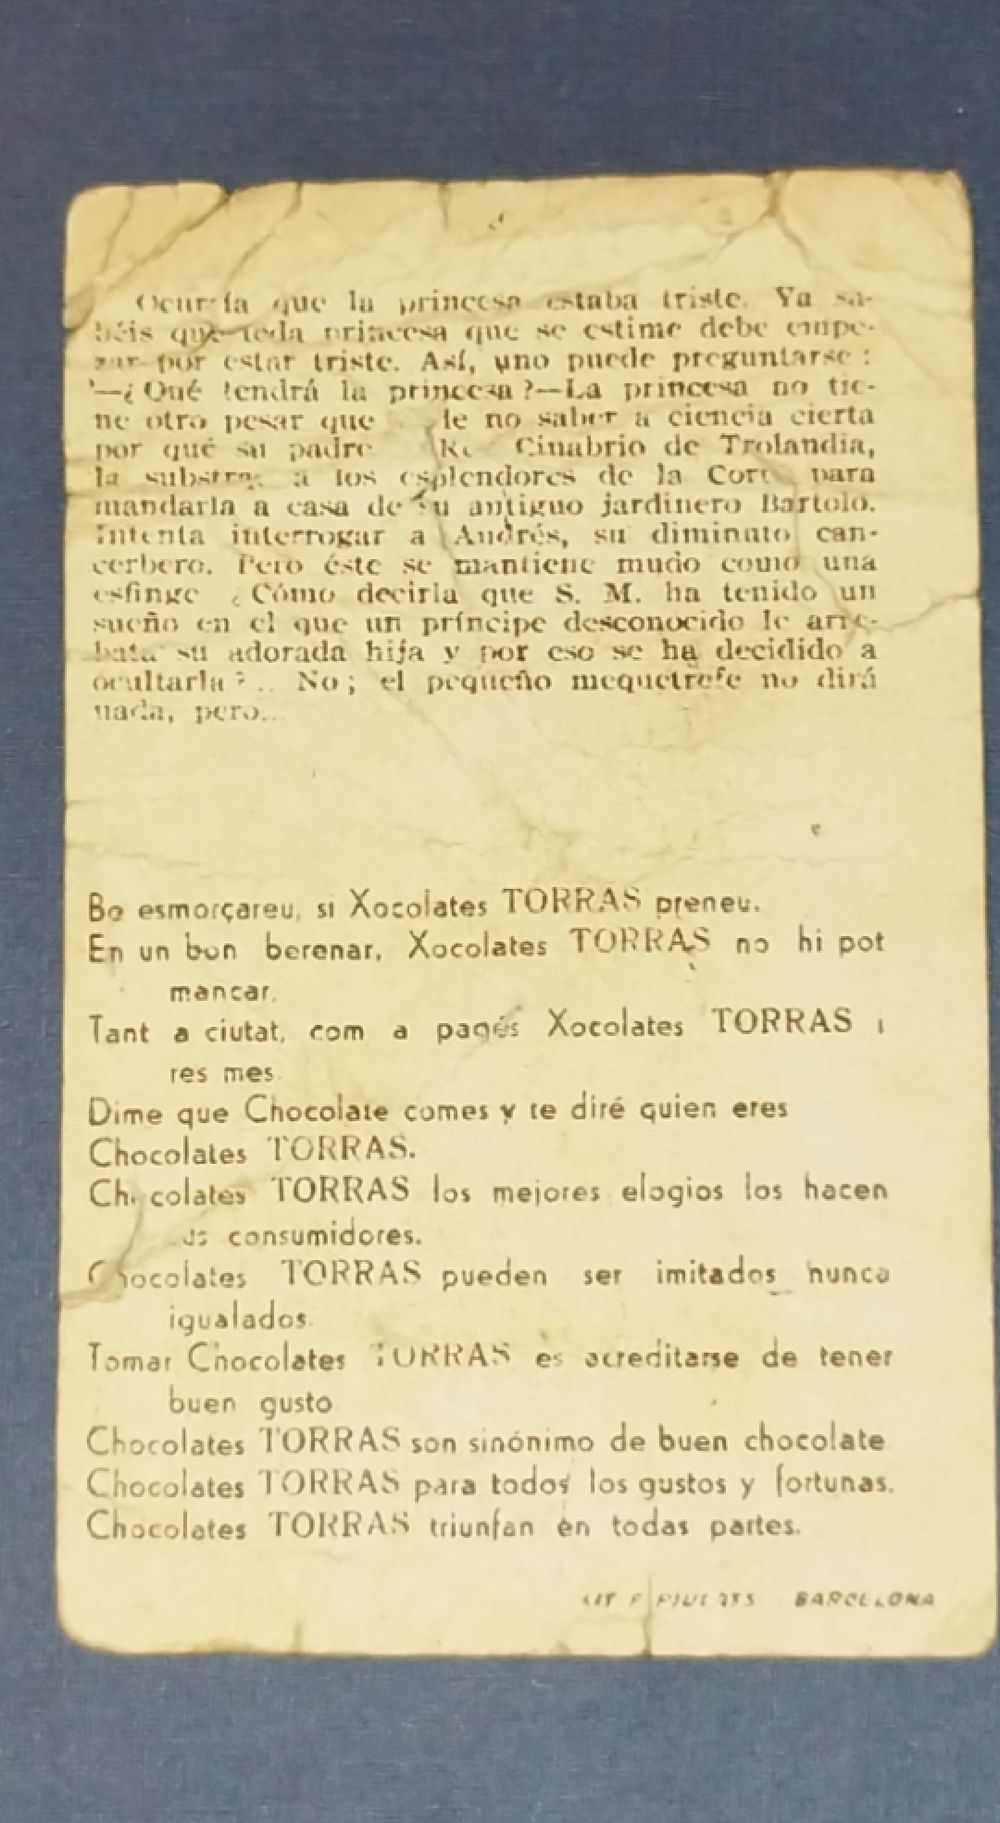 Ocurría que la princesa estaba triste. Ya sa-
béis que toda princesa que se estime debe empe-
zar por estar triste. Así, uno puede preguntarse:
—¿Qué tendrá la princesa?—La princesa no tie-
ne otro pesar que de no saber a ciencia cierta
por qué su padre Cinabrio de Trolandia,
la a los esplendores de la Corte para
mandarla a casa de su antiguo jardinero Bartolo.
Intenta interrogar a Andrés, su diminuto can-
cerbero. Pero éste se mantiene mudo como una
esfinge ¿Cómo decirla que S. M. ha tenido un
sueño en el que un príncipe desconocido le arre-
bata su adorada hija y por eso se ha decidido a
ocultarla?... No; el pequeño mequetrefe no dirá
nada, pero...
Bo esmorçareu, si Xocolates TORRAS preneu.
En un bon berenar, Xocolates TORRAS no hi pot
mancar.
Tant a ciutat, com a pagés Xocolates TORRAS i
res mes.
Dime que Chocolate comes y te diré quien eres
Chocolates TORRAS.
Chocolates TORRAS los mejores elogios los hacen
consumidores.
Chocolates TORRAS pueden ser imitados nunca
igualados.
Tomar Chocolates TORRAS es acreditarse de tener
buen gusto
Chocolates TORRAS son sinónimo de buen chocolate
Chocolates TORRAS para todos los gustos y fortunas.
Chocolates TORRAS triunfan en todas partes.
LIT BARCELONA